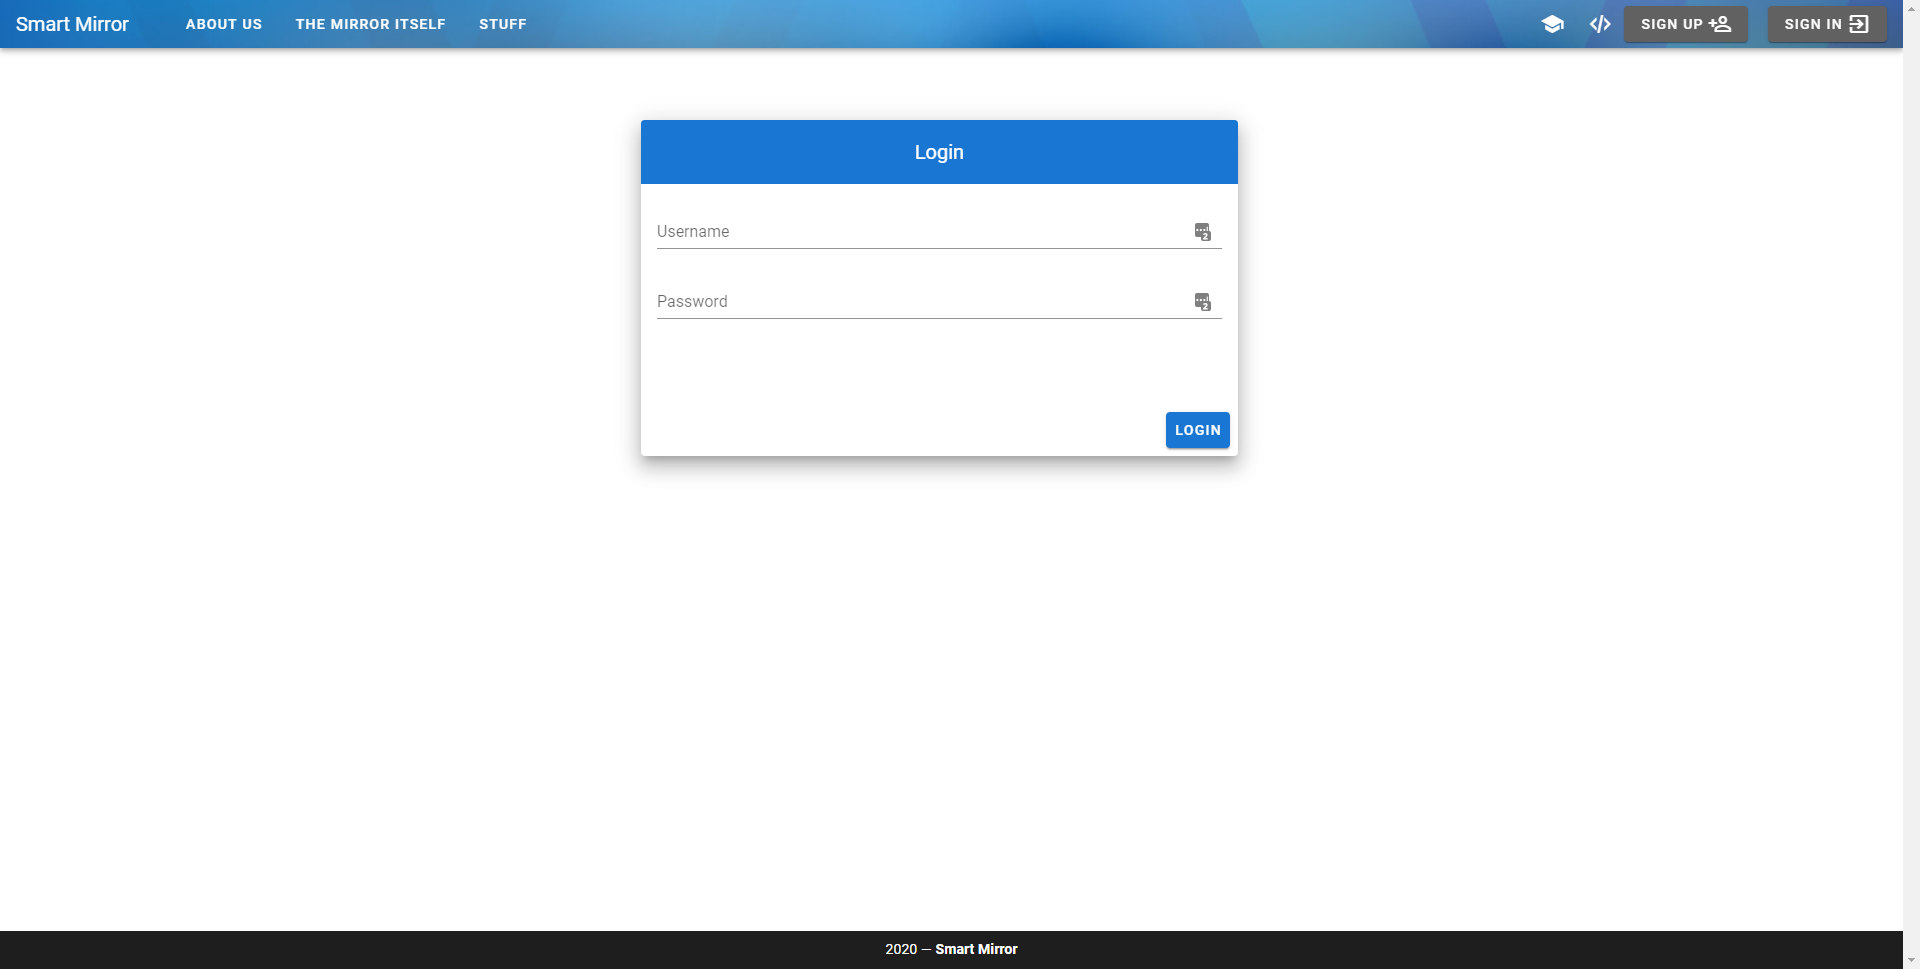 Smart Mirror ABOUT US THE MIRROR ITSELF STUFF SIGN UP SIGN IN
Login
Username
Password
LOGIN
2020 — Smart Mirror